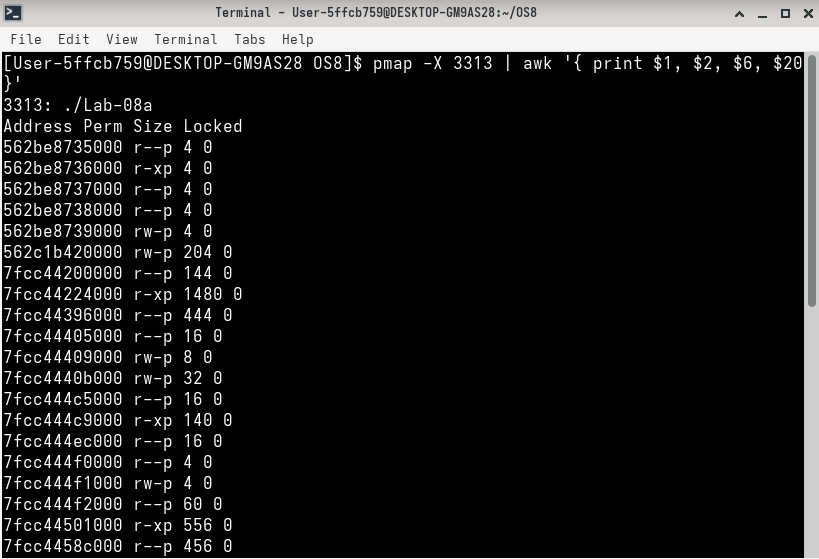 Terminal - User-5ffcb759@DESKTOP-GM9AS28:~/OS8
File Edit View Terminal Tabs Help
[User-5ffcb759@DESKTOP-GM9AS28 OS8]$ pmap -X 3313 | awk '{ print $1, $2, $6, $20
}'
3313: ./Lab-08a
Address Perm Size Locked
562be8735000 r--p 4 0
562be8736000 r-xp 4 0
562be8737000 r--p 4 0
562be8738000 r--p 4 0
562be8739000 rw-p 4 0
562c1b420000 rw-p 204 0
7fcc44200000 r--p 144 0
7fcc44224000 r-xp 1480 0
7fcc44396000 r--p 444 0
7fcc44405000 r--p 16 0
7fcc44409000 rw-p 8 0
7fcc4440b000 rw-p 32 0
7fcc444c5000 r--p 16 0
7fcc444c9000 r-xp 140 0
7fcc444ec000 r--p 16 0
7fcc444f0000 r--p 4 0
7fcc444f1000 rw-p 4 0
7fcc444f2000 r--p 60 0
7fcc44501000 r-xp 556 0
7fcc4458c000 r--p 456 0